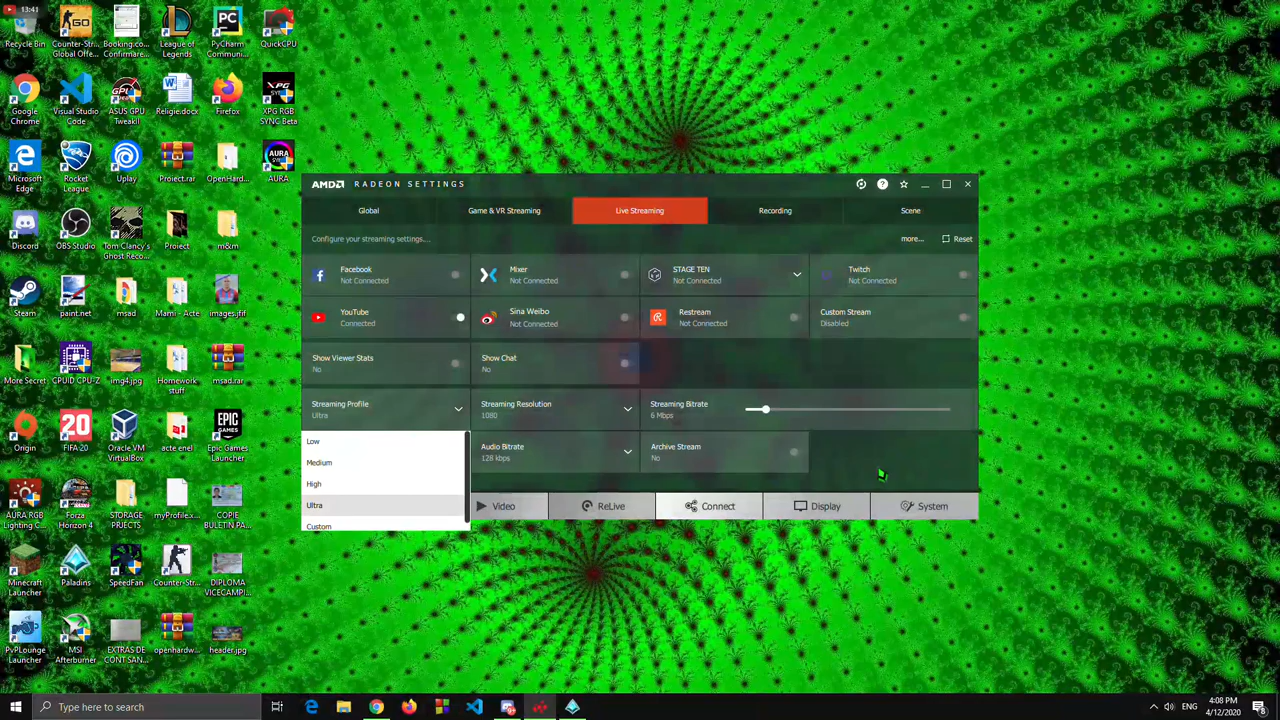 13:41
Recycle Bin
Counter-Str...
Global Offe...
Booking.co...
Confirmare...
League of
Legends
PyCharm
Communi...
QuickCPU
Google
Chrome
Visual Studio
Code
ASUS GPU
TweakII
Religie.docx
Firefox
XPG RGB
SYNC Beta
Microsoft
Edge
Rocket
League
Uplay
Proiect.rar
OpenHard...
AURA
Discord
OBS Studio
Tom Clancy's
Ghost Reco...
Proiect
m&m
Steam
paint.net
msad
Mami - Acte
images.jfif
More Secret
CPUID CPU-Z
img4.jpg
Homework
stuff
msad.rar
Origin
FIFA 20
Oracle VM
VirtualBox
acte enel
Epic Games
Launcher
AURA RGB
Lighting C...
Forza
Horizon 4
STORAGE
PRJECTS
myProfile.x...
COPIE
BULETIN PA...
Minecraft
Launcher
Paladins
SpeedFan
Counter-Str...
DIPLOMA
VICECAMPI...
PvPLounge
Launcher
MSI
Afterburner
EXTRAS DE
CONT SAN...
openhardw...
header.jpg
AMD RADEON SETTINGS
Global
Game & VR Streaming
Live Streaming
Recording
Scene
Configure your streaming settings...
more...
Reset
Facebook
Not Connected
Mixer
Not Connected
STAGE TEN
Not Connected
Twitch
Not Connected
YouTube
Connected
Sina Weibo
Not Connected
Restream
Not Connected
Custom Stream
Disabled
Show Viewer Stats
No
Show Chat
No
Streaming Profile
Ultra
Streaming Resolution
1080
Streaming Bitrate
6 Mbps
Low
Medium
High
Ultra
Custom
Audio Bitrate
128 kbps
Archive Stream
No
Video
ReLive
Connect
Display
System
Type here to search
ENG
4:08 PM
4/12/2020